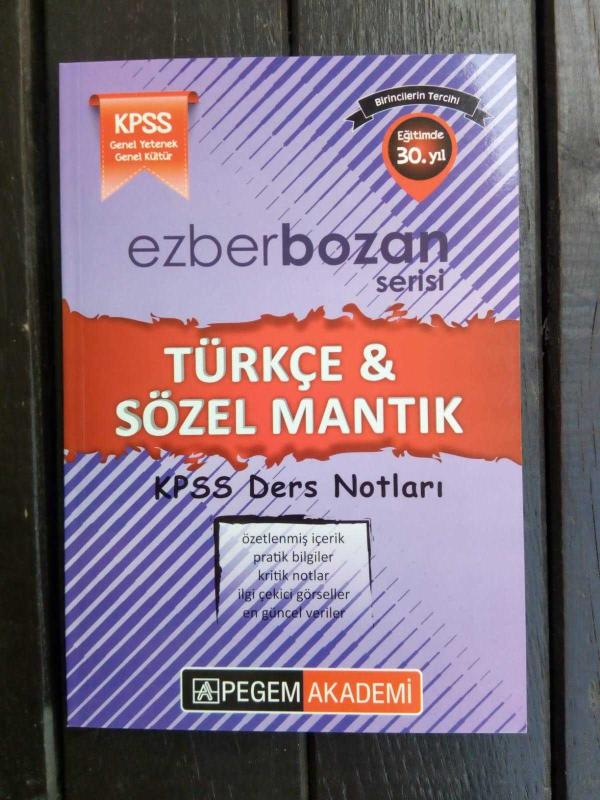 KPSS
Genel Yetenek
Genel Kültür
Birincilerin Tercihi
Eğitimde
30.yıl
ezberbozan
serisi
TÜRKÇE &
SÖZEL MANTIK
KPSS Ders Notları
özetlenmiş içerik
pratik bilgiler
kritik notlar
ilgi çekici görseller
en güncel veriler
PEGEM AKADEMİ